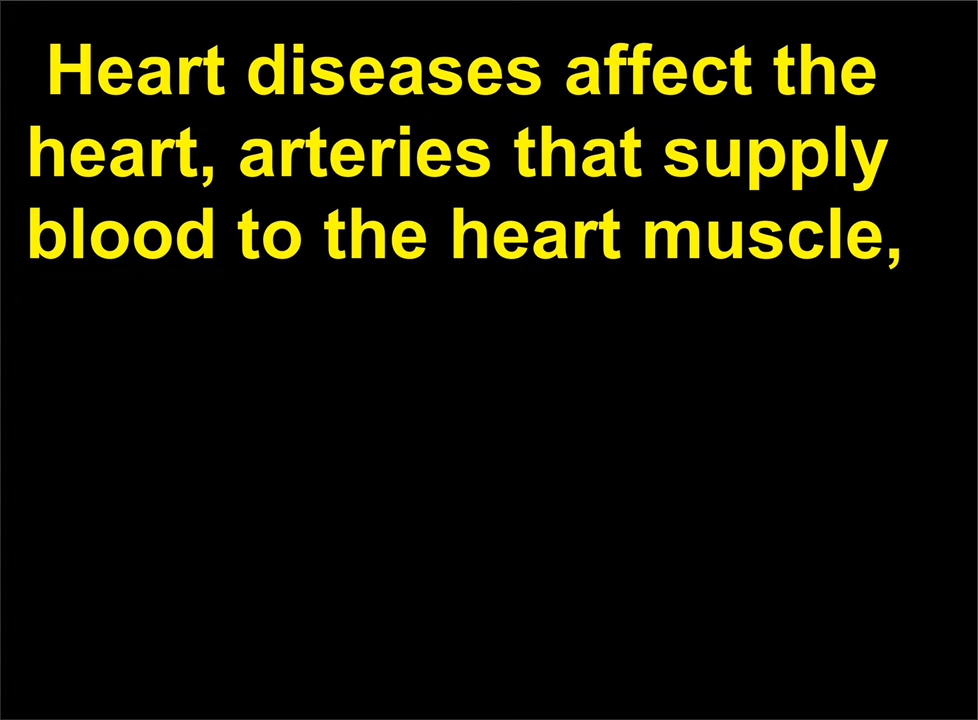 Heart diseases affect the
heart, arteries that supply
blood to the heart muscle,